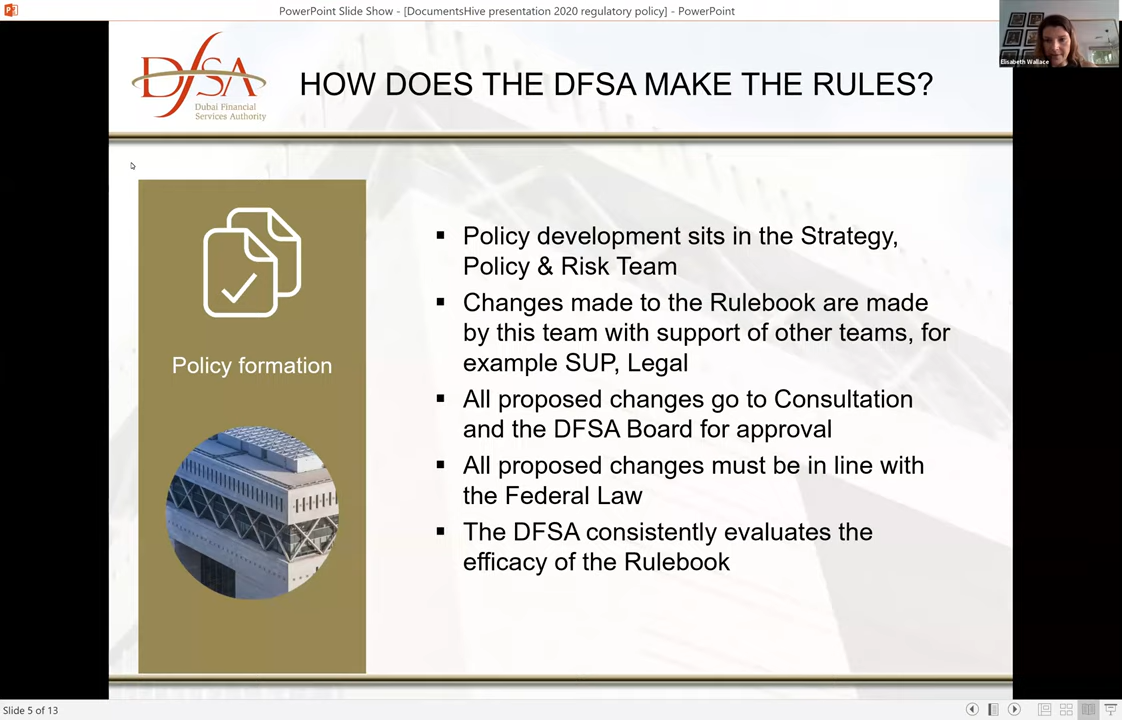 PowerPoint Slide Show - [DocumentsHive presentation 2020 regulatory policy] - PowerPoint
Elisabeth Wallace
DFSA
Dubai Financial
Services Authority
HOW DOES THE DFSA MAKE THE RULES?
Policy formation
▪ Policy development sits in the Strategy,
Policy & Risk Team
▪ Changes made to the Rulebook are made
by this team with support of other teams, for
example SUP, Legal
▪ All proposed changes go to Consultation
and the DFSA Board for approval
▪ All proposed changes must be in line with
the Federal Law
▪ The DFSA consistently evaluates the
efficacy of the Rulebook
Slide 5 of 13